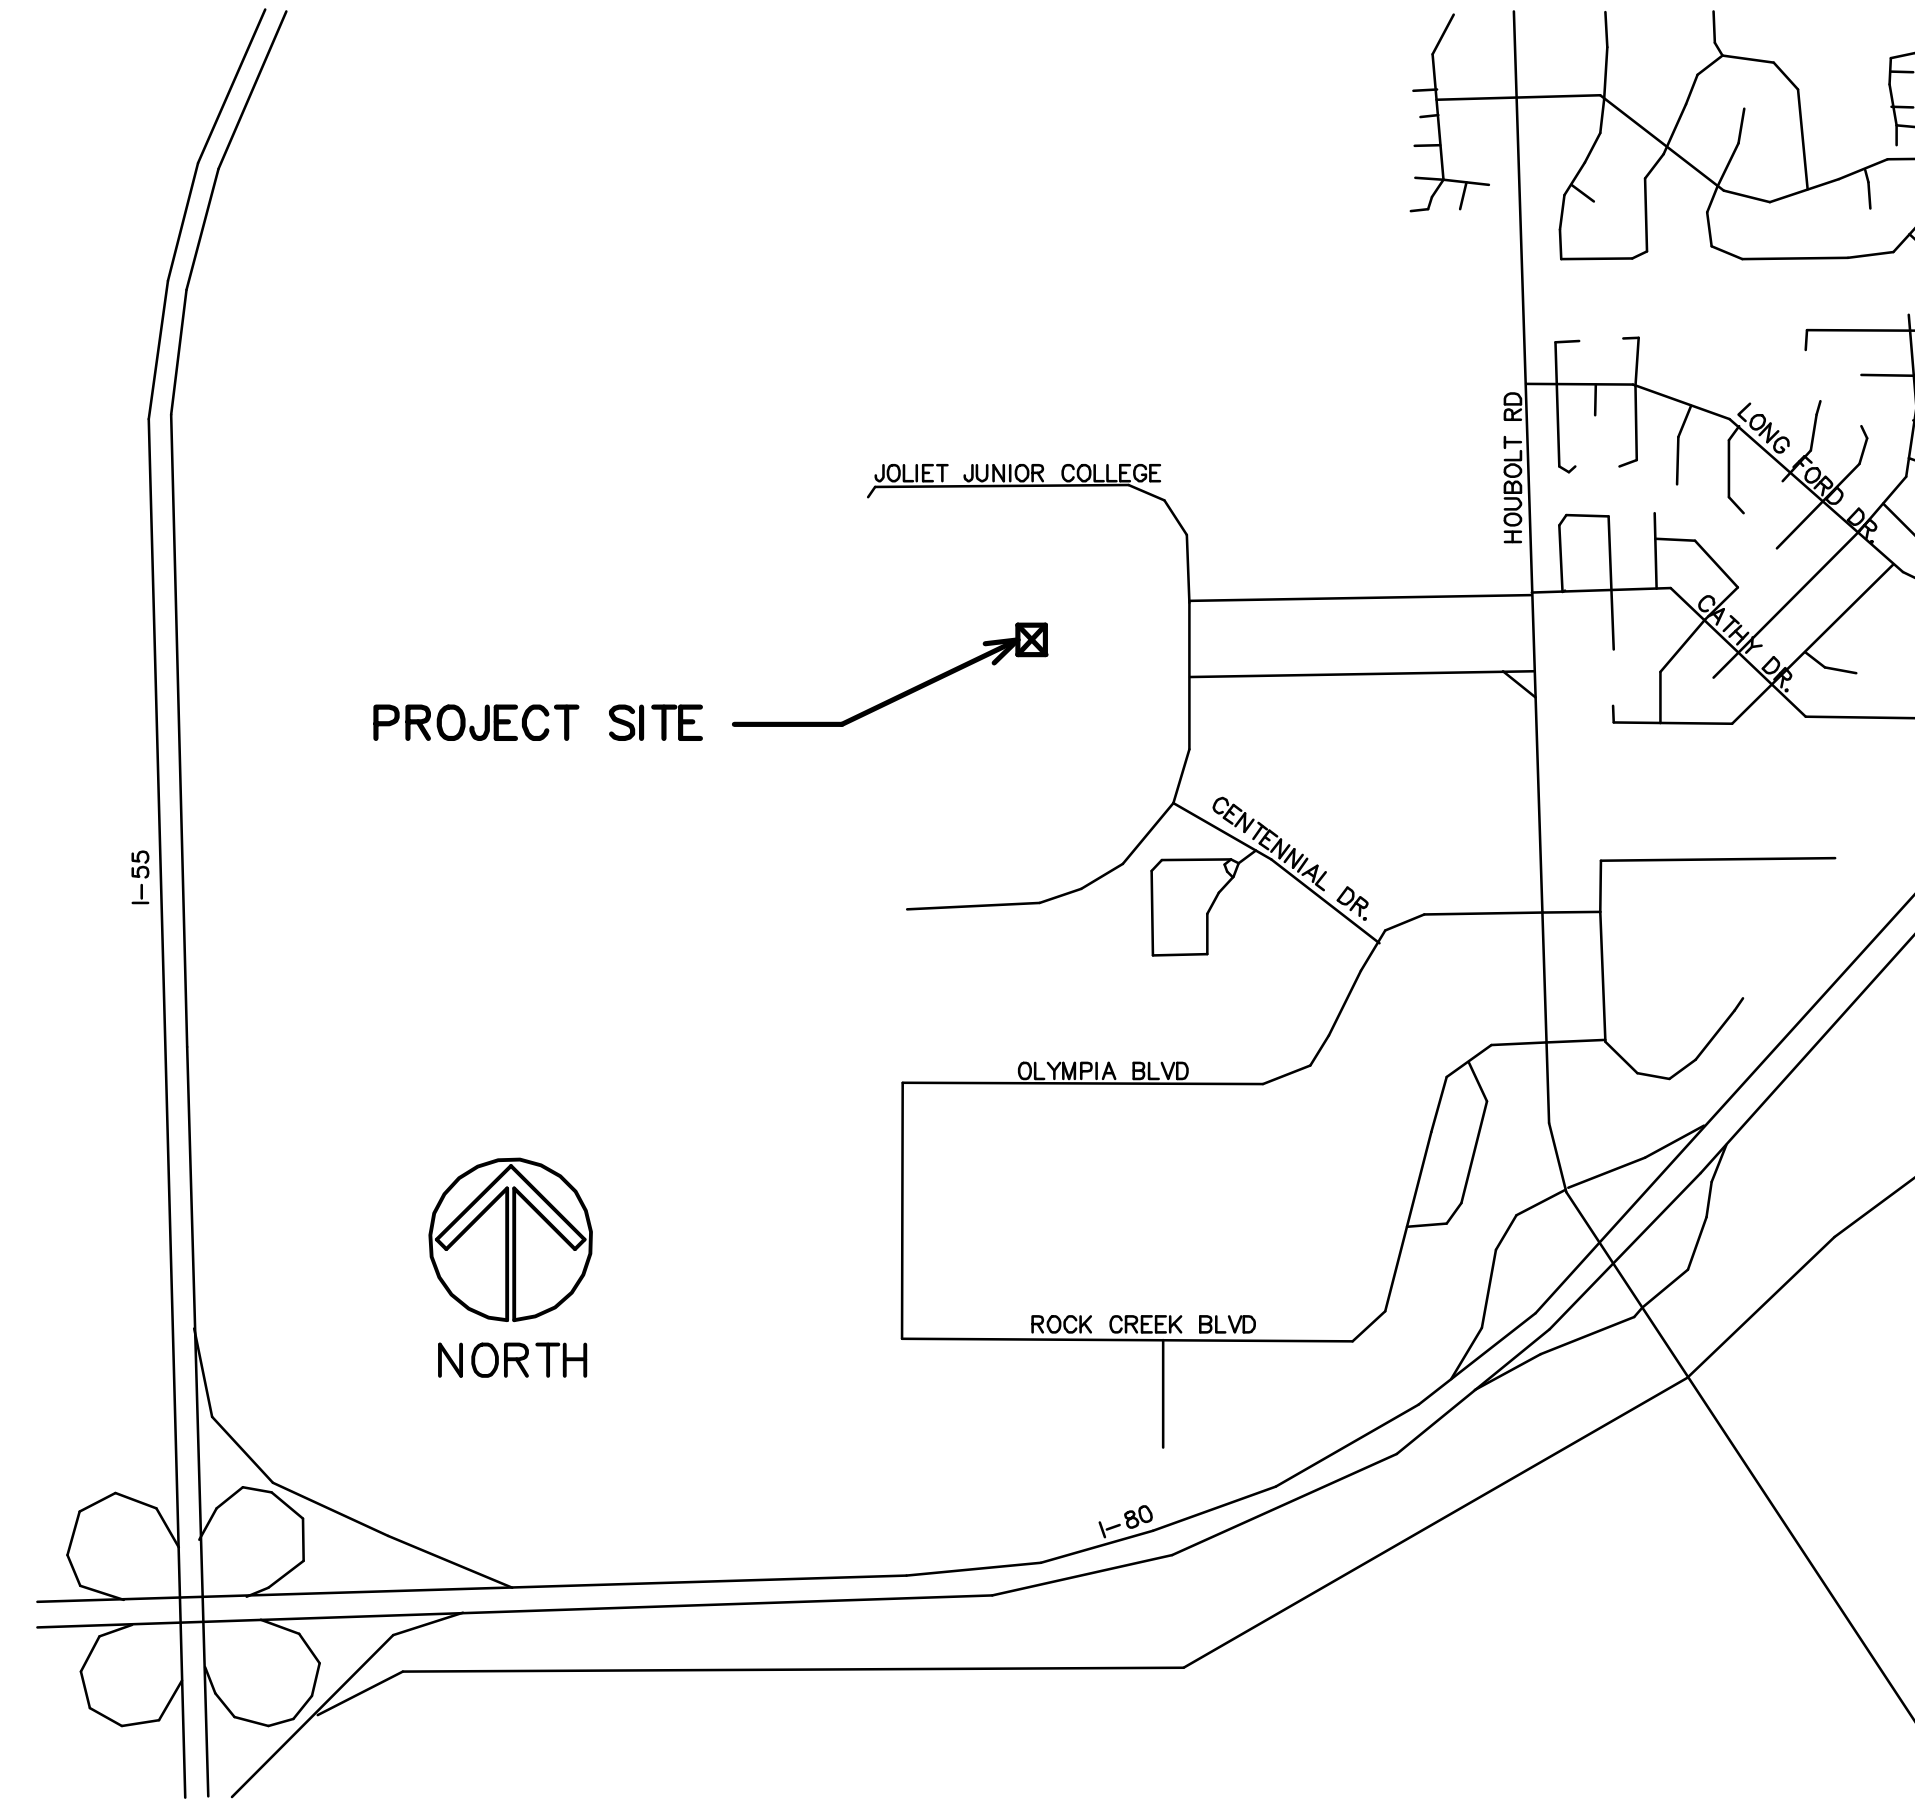 LONG FORD DR.
HOUBOLT RD
JOLIET JUNIOR COLLEGE
CATHY DR.
PROJECT SITE
CENTENNIAL DR.
I-55
OLYMPIA BLVD
ROCK CREEK BLVD
NORTH
I-80